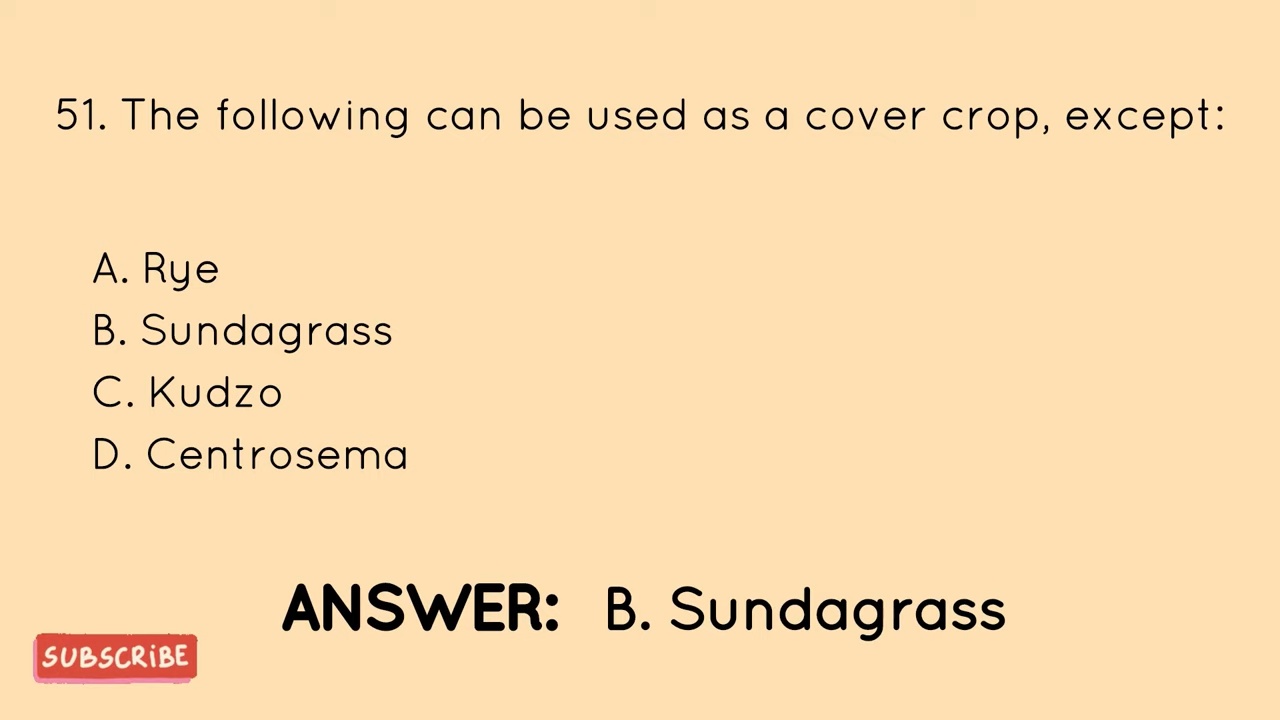 51. The following can be used as a cover crop, except:
A. Rye
B. Sundagrass
C. Kudzo
D. Centrosema
ANSWER: B. Sundagrass
SUBSCRiBE